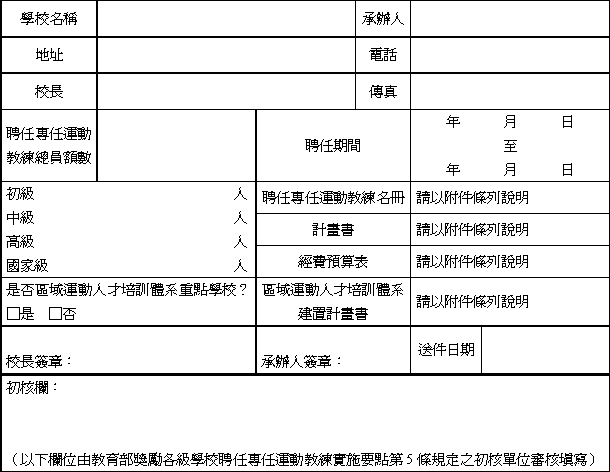 學校名稱 承辦人
地址 電話
校長 傳真
聘任專任運動
教練總員額數
聘任期間
年 月 日
至
年 月 日
初級 人
中級 人
高級 人
國家級 人
聘任專任運動教練名冊 請以附件條列說明
計畫書 請以附件條列說明
經費預算表 請以附件條列說明
是否區域運動人才培訓體系重點學校？
□是 □否
區域運動人才培訓體系
建置計畫書
請以附件條列說明
校長簽章： 承辦人簽章： 送件日期
初核欄：
（以下欄位由教育部獎勵各級學校聘任專任運動教練實施要點第 5 條規定之初核單位審核填寫）